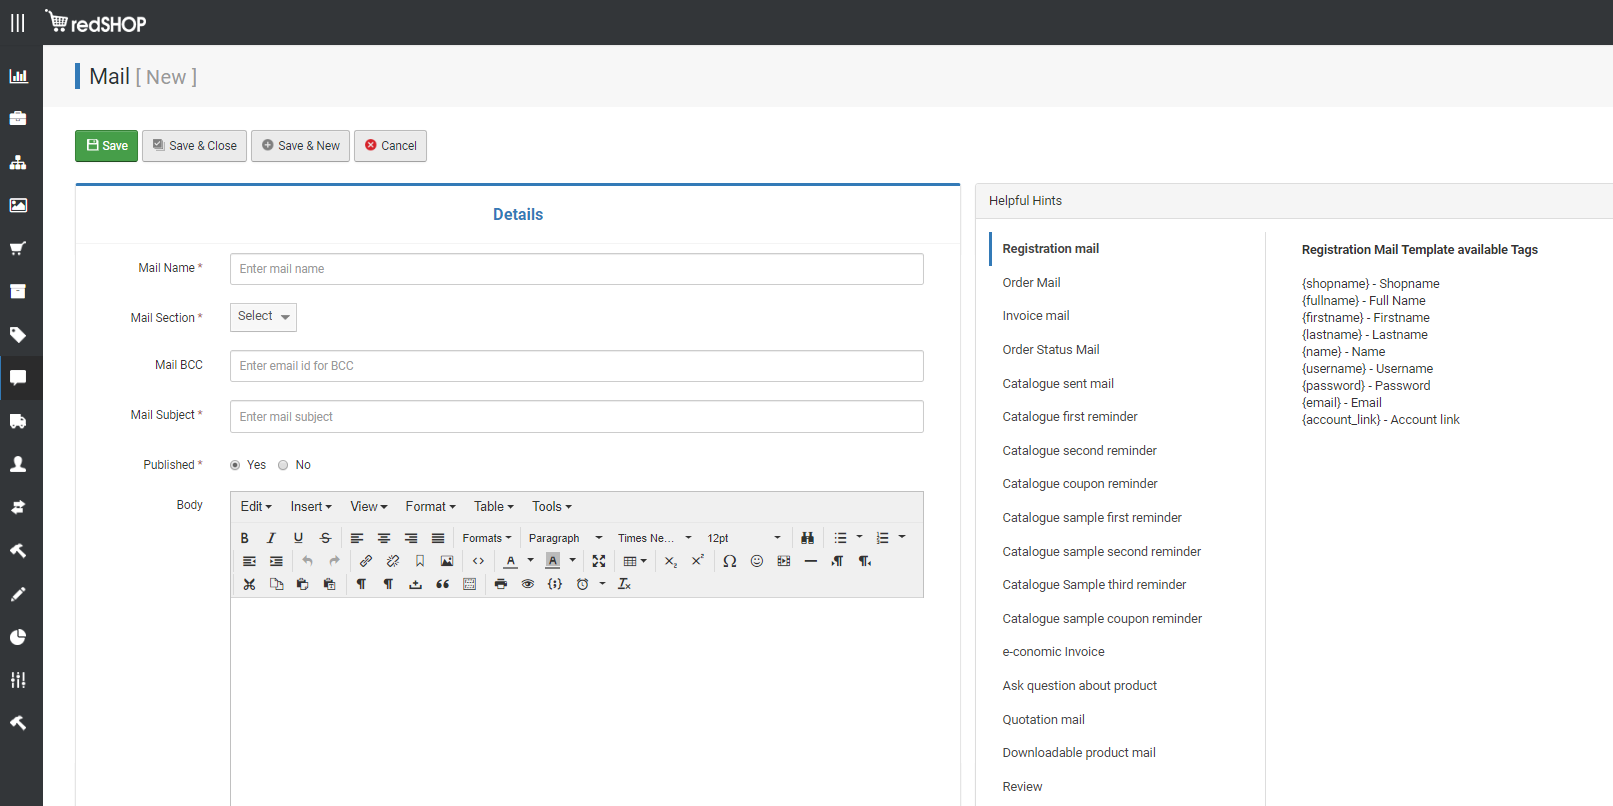 redSHOP
Mail [ New ]
Save
Save & Close
Save & New
Cancel
Details
Mail Name *
Enter mail name
Mail Section *
Select
Mail BCC
Enter email id for BCC
Mail Subject *
Enter mail subject
Published *
Yes
No
Body
Edit
Insert
View
Format
Table
Tools
Formats
Paragraph
Times Ne...
12pt
Helpful Hints
Registration mail
Order Mail
Invoice mail
Order Status Mail
Catalogue sent mail
Catalogue first reminder
Catalogue second reminder
Catalogue coupon reminder
Catalogue sample first reminder
Catalogue sample second reminder
Catalogue Sample third reminder
Catalogue sample coupon reminder
e-conomic Invoice
Ask question about product
Quotation mail
Downloadable product mail
Review
Registration Mail Template available Tags
{shopname} - Shopname
{fullname} - Full Name
{firstname} - Firstname
{lastname} - Lastname
{name} - Name
{username} - Username
{password} - Password
{email} - Email
{account_link} - Account link